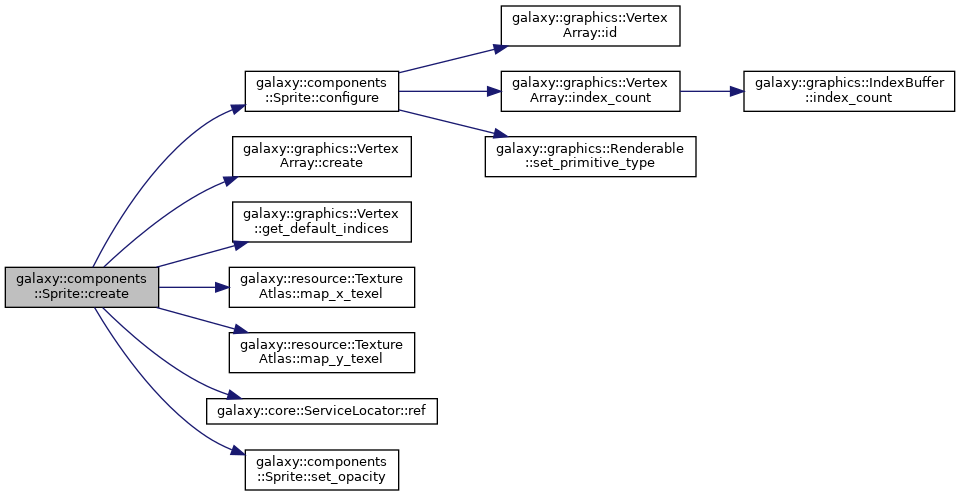 galaxy::graphics::Vertex
Array::id
galaxy::components
::Sprite::configure
galaxy::graphics::Vertex
Array::index_count
galaxy::graphics::IndexBuffer
::index_count
galaxy::graphics::Vertex
Array::create
galaxy::graphics::Renderable
::set_primitive_type
galaxy::graphics::Vertex
::get_default_indices
galaxy::components
::Sprite::create
galaxy::resource::Texture
Atlas::map_x_texel
galaxy::resource::Texture
Atlas::map_y_texel
galaxy::core::ServiceLocator::ref
galaxy::components
::Sprite::set_opacity